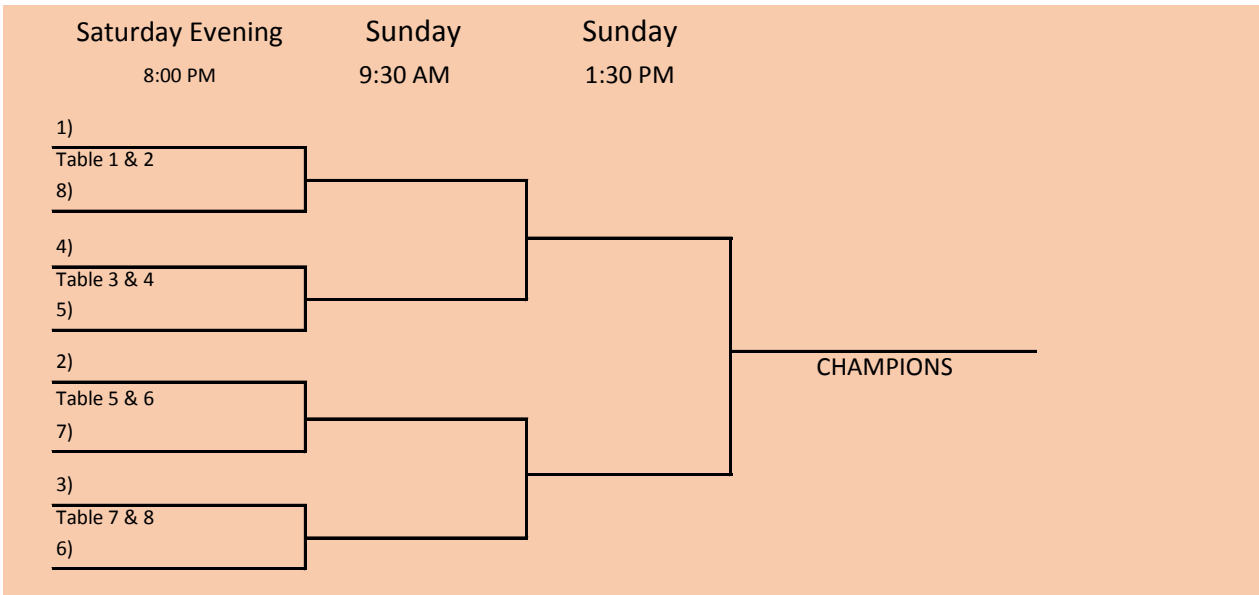 Saturday Evening Sunday Sunday
8:00 PM 9:30 AM 1:30 PM
1)
Table 1 & 2
8)
4)
Table 3 & 4
5)
2)
Table 5 & 6
7)
3)
Table 7 & 8
6)
CHAMPIONS